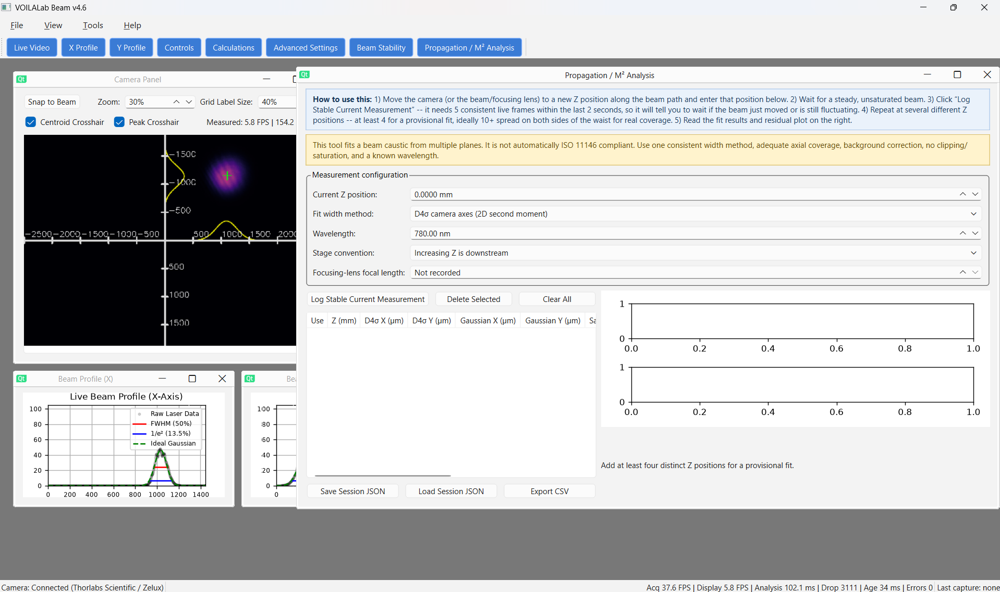 VOILALab Beam v4.6
File View Tools Help
Live Video X Profile Y Profile Controls Calculations Advanced Settings Beam Stability Propagation / M² Analysis
Qt Camera Panel
Snap to Beam Zoom: 30% Grid Label Size: 40%
Centroid Crosshair Peak Crosshair Measured: 5.8 FPS | 154.2
-1500
-1000
-500
-2500 -2000 -1500 -1000 -500 500 1000 1500 2000
500
1000
1500
Qt Beam Profile (X)
Live Beam Profile (X-Axis)
Raw Laser Data
FWHM (50%)
1/e² (13.5%)
Ideal Gaussian
100
80
60
40
20
0
0 200 400 600 800 1000 1200 1400
Qt Bea
100
80
60
40
20
0
0
Qt Propagation / M² Analysis
How to use this: 1) Move the camera (or the beam/focusing lens) to a new Z position along the beam path and enter that position below. 2) Wait for a steady, unsaturated beam. 3) Click “Log
Stable Current Measurement” -- it needs 5 consistent live frames within the last 2 seconds, so it will tell you to wait if the beam just moved or is still fluctuating. 4) Repeat at several different Z
positions -- at least 4 for a provisional fit, ideally 10+ spread on both sides of the waist for real coverage. 5) Read the fit results and residual plot on the right.
This tool fits a beam caustic from multiple planes. It is not automatically ISO 11146 compliant. Use one consistent width method, adequate axial coverage, background correction, no clipping/
saturation, and a known wavelength.
Measurement configuration
Current Z position: 0.0000 mm
Fit width method: D4σ camera axes (2D second moment)
Wavelength: 780.00 nm
Stage convention: Increasing Z is downstream
Focusing-lens focal length: Not recorded
Log Stable Current Measurement Delete Selected Clear All
Use Z (mm) D4σ X (µm) D4σ Y (µm) Gaussian X (µm) Gaussian Y (µm) Sa
1
0
0.0 0.2 0.4 0.6 0.8 1.0
1
0
0.0 0.2 0.4 0.6 0.8 1.0
Add at least four distinct Z positions for a provisional fit.
Save Session JSON Load Session JSON Export CSV
Camera: Connected (Thorlabs Scientific / Zelux) Acq 37.6 FPS | Display 5.8 FPS | Analysis 102.1 ms | Drop 3111 | Age 34 ms | Errors 0 Last capture: none